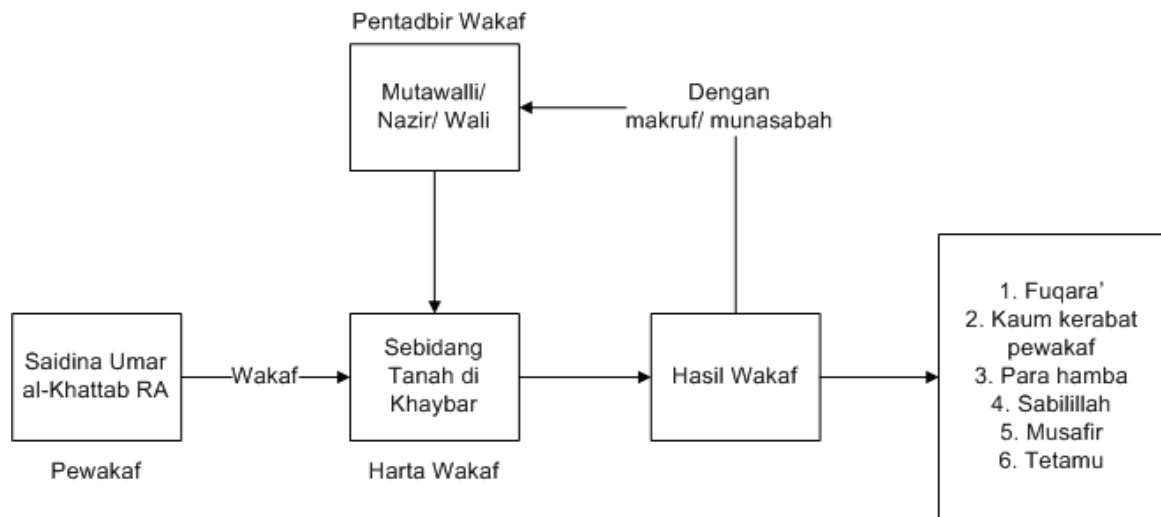 Pentadbir Wakaf
Mutawalli/
Nazir/ Wali
Dengan
makruf/ munasabah
Saidina Umar
al-Khattab RA
Wakaf
Sebidang
Tanah di
Khaybar
Hasil Wakaf
1. Fuqara’
2. Kaum kerabat
pewakaf
3. Para hamba
4. Sabilillah
5. Musafir
6. Tetamu
Pewakaf
Harta Wakaf